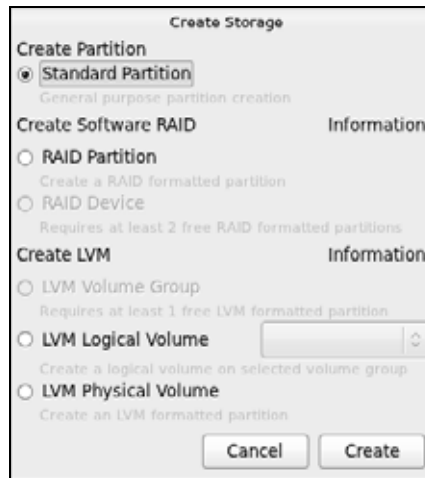 Create Storage
Create Partition
Standard Partition
General purpose partition creation
Create Software RAID Information
RAID Partition
Create a RAID formatted partition
RAID Device
Requires at least 2 free RAID formatted partitions
Create LVM Information
LVM Volume Group
Requires at least 1 free LVM formatted partition
LVM Logical Volume
Create a logical volume on selected volume group
LVM Physical Volume
Create an LVM formatted partition
Cancel Create